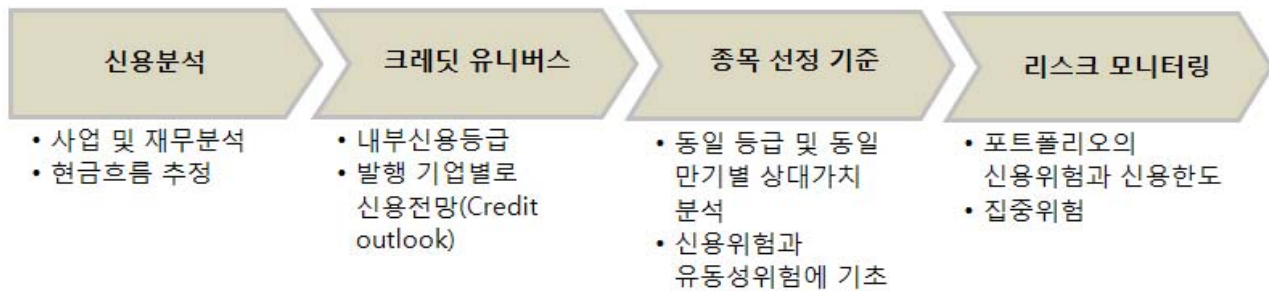 신용분석
• 사업 및 재무분석
• 현금흐름 추정
크레딧 유니버스
• 내부신용등급
• 발행 기업별로
신용전망(Credit
outlook)
종목 선정 기준
• 동일 등급 및 동일
만기별 상대가치
분석
• 신용위험과
유동성위험에 기초
리스크 모니터링
• 포트폴리오의
신용위험과 신용한도
• 집중위험